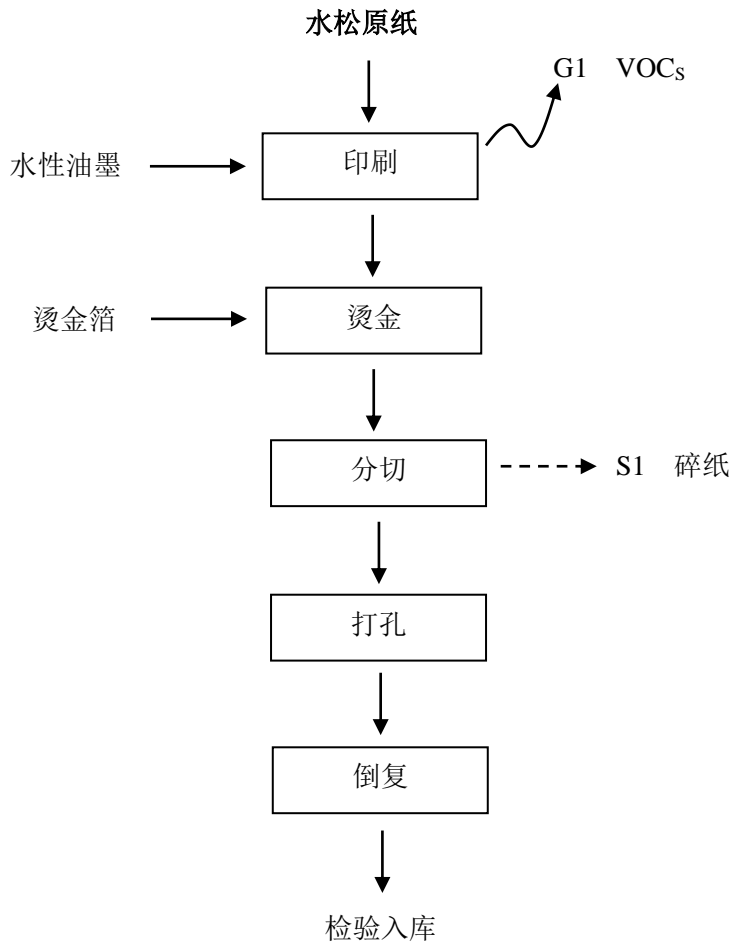 水松原纸
G1 VOCs
水性油墨
印刷
烫金箔
烫金
分切
S1 碎纸
打孔
倒复
检验入库